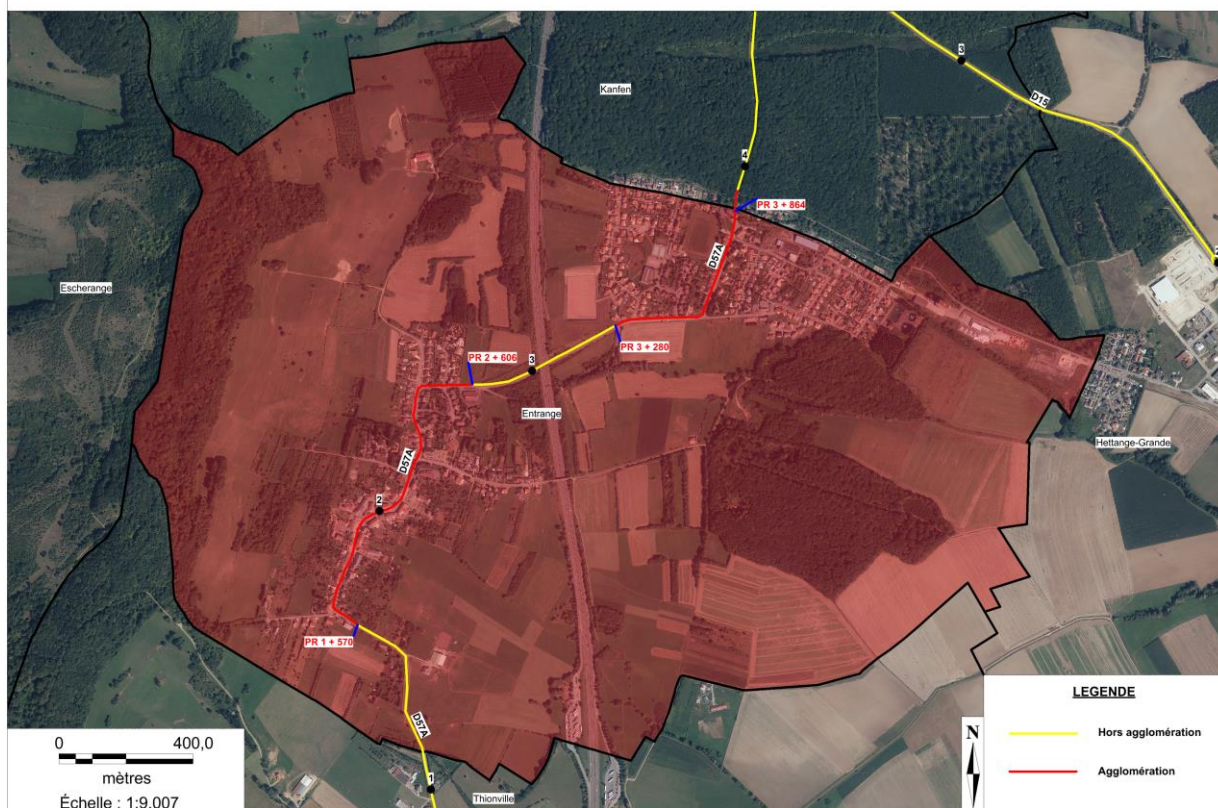 Kanfen
3
D15
4
PR 3 + 864
D57A
Escherange
PR 3 + 280
PR 2 + 606
3
Entrange
Hettange-Grande
D57A
2
PR 1 + 570
D57A
1
Thionville
0 400,0
mètres
Échelle : 1:9.007
N
LEGENDE
Hors agglomération
Agglomération